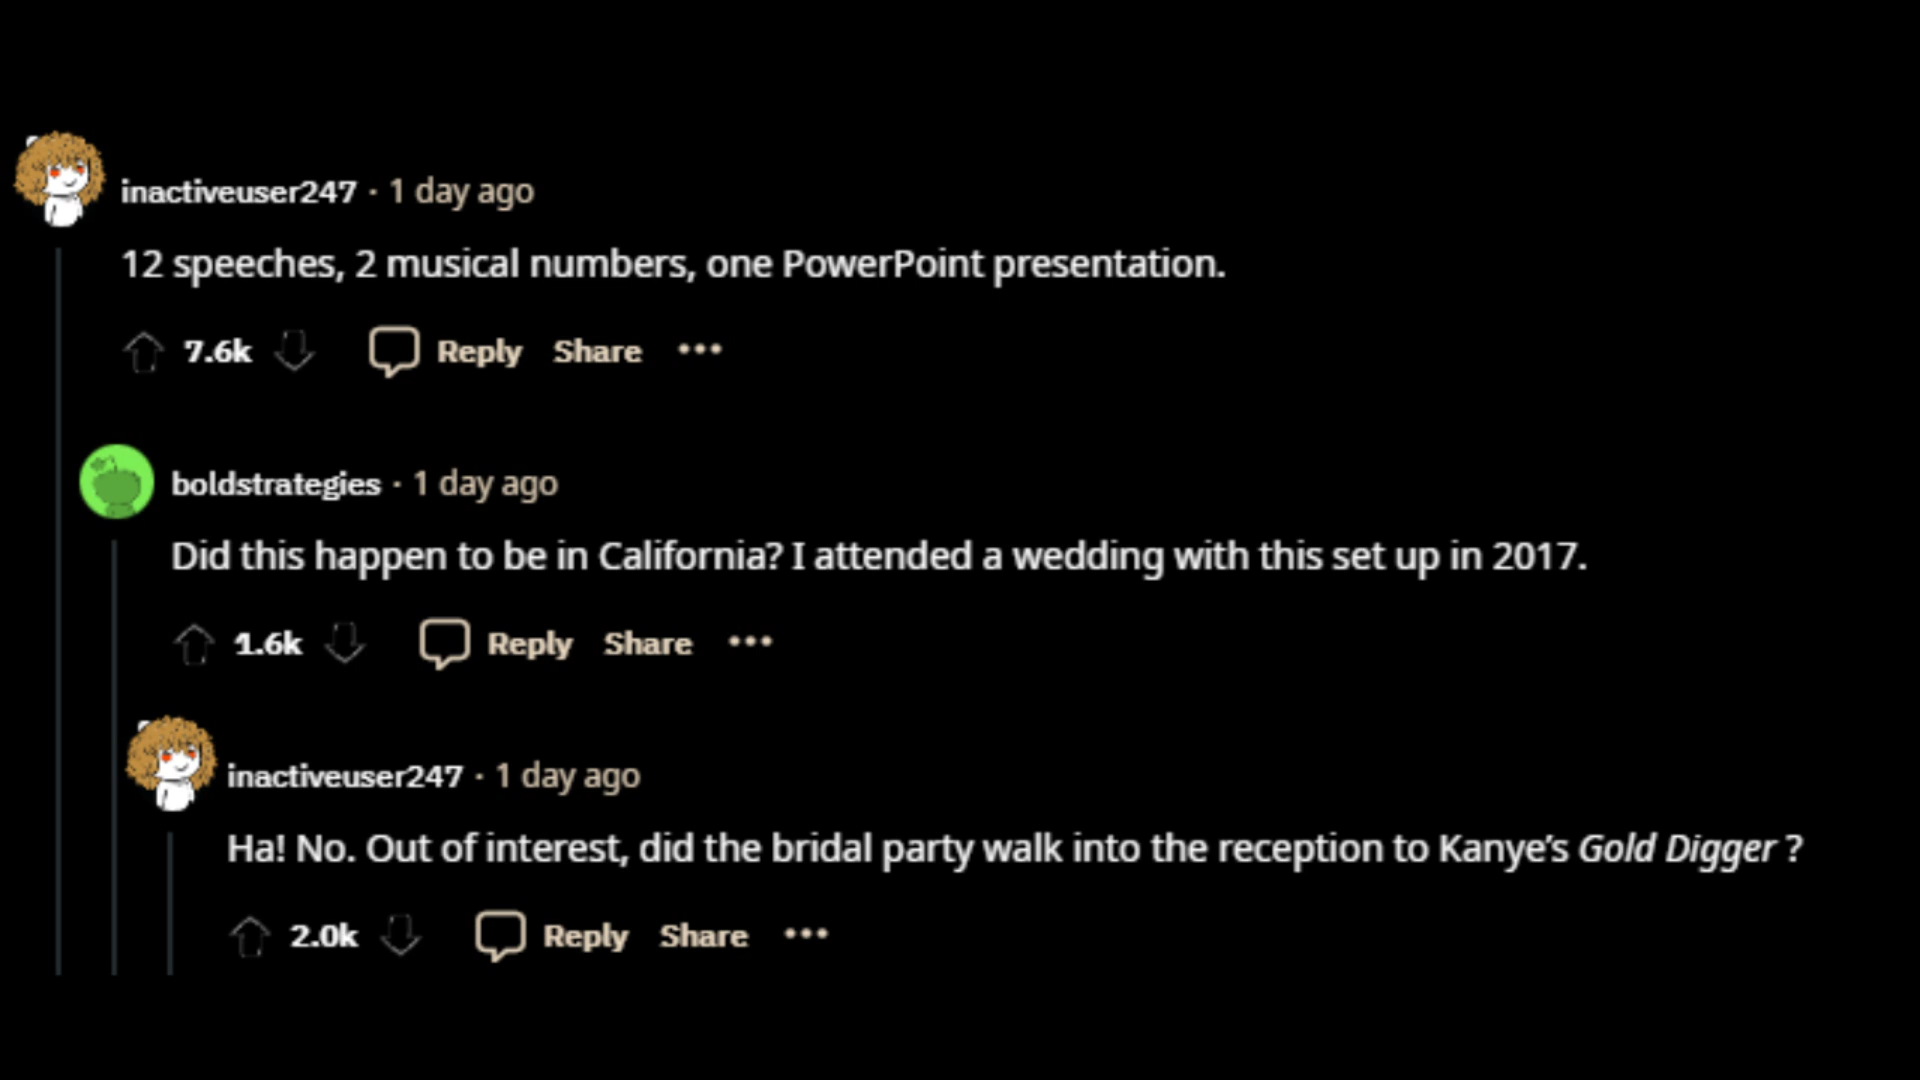 inactiveuser247 · 1 day ago
12 speeches, 2 musical numbers, one PowerPoint presentation.
7.6k Reply Share •••
boldstrategies · 1 day ago
Did this happen to be in California? I attended a wedding with this set up in 2017.
1.6k Reply Share •••
inactiveuser247 · 1 day ago
Ha! No. Out of interest, did the bridal party walk into the reception to Kanye’s Gold Digger ?
2.0k Reply Share •••